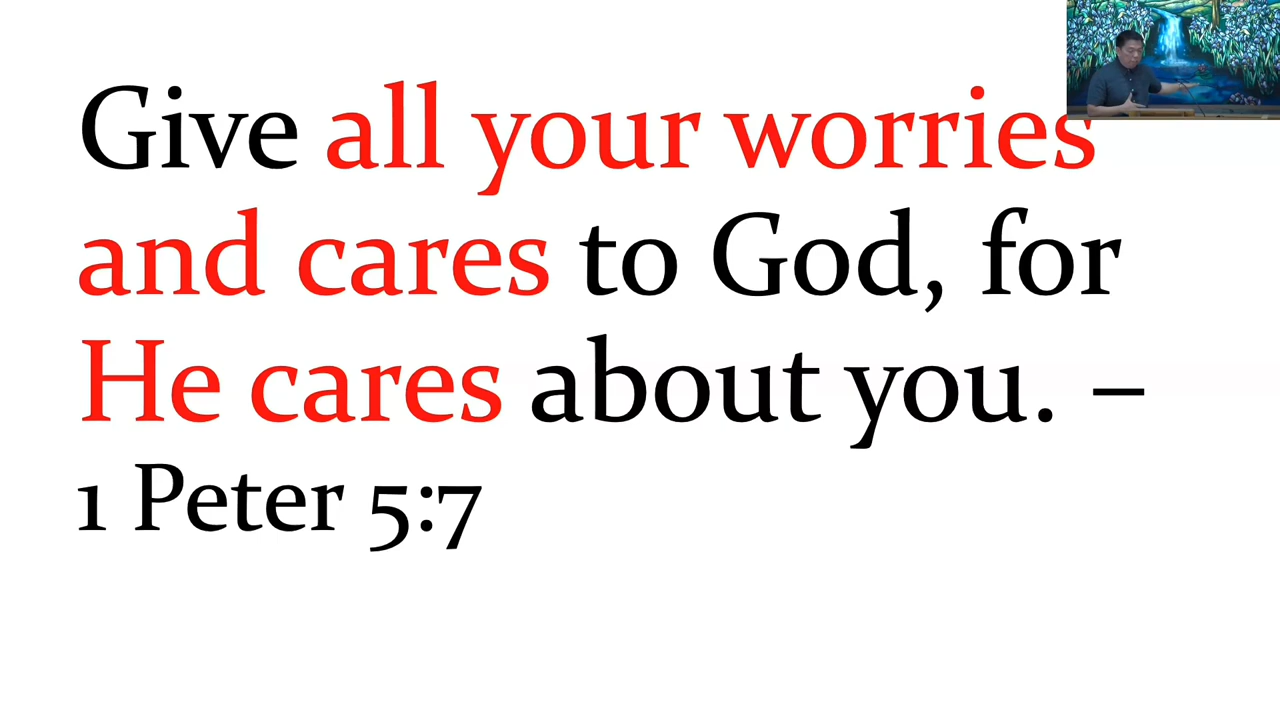 Give all your worries
and cares to God, for
He cares about you. –
1 Peter 5:7